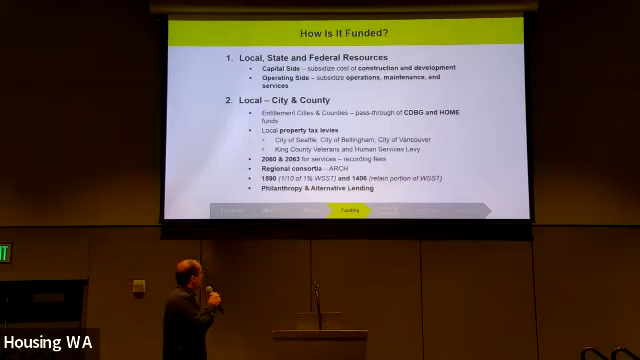 How Is It Funded?
1. Local, State and Federal Resources
• Capital Side – subsidize cost of construction and development
• Operating Side – subsidize operations, maintenance, and
services
2. Local – City & County
• Entitlement Cities & Counties – pass-through of CDBG and HOME
funds
• Local property tax levies
• City of Seattle, City of Bellingham, City of Vancouver
• King County Veterans and Human Services Levy
• 2060 & 2063 for services – recording fees
• Regional consortia – ARCH
• 1590 (1/10 of 1% WSST) and 1406 (retain portion of WSST)
• Philanthropy & Alternative Lending
Funding
IT
Housing WA